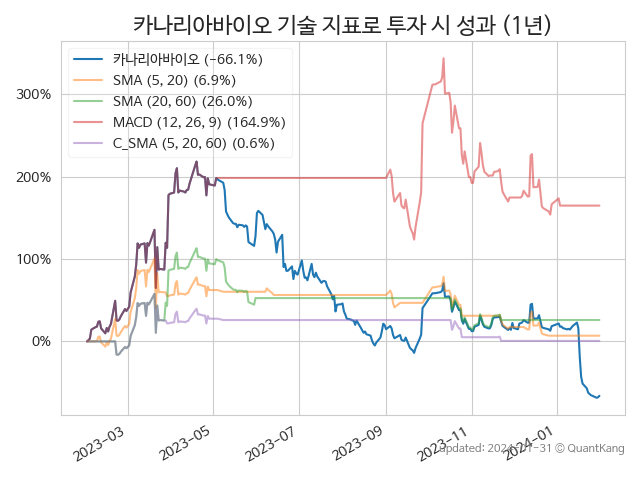 카나리아바이오 기술 지표로 투자 시 성과 (1년)
카나리아바이오 (-66.1%)
SMA (5, 20) (6.9%)
SMA (20, 60) (26.0%)
MACD (12, 26, 9) (164.9%)
C_SMA (5, 20, 60) (0.6%)
300%
200%
100%
0%
2023-03
2023-05
2023-07
2023-09
2023-11
2024-01
updated: 2024-01-31 © QuantKang